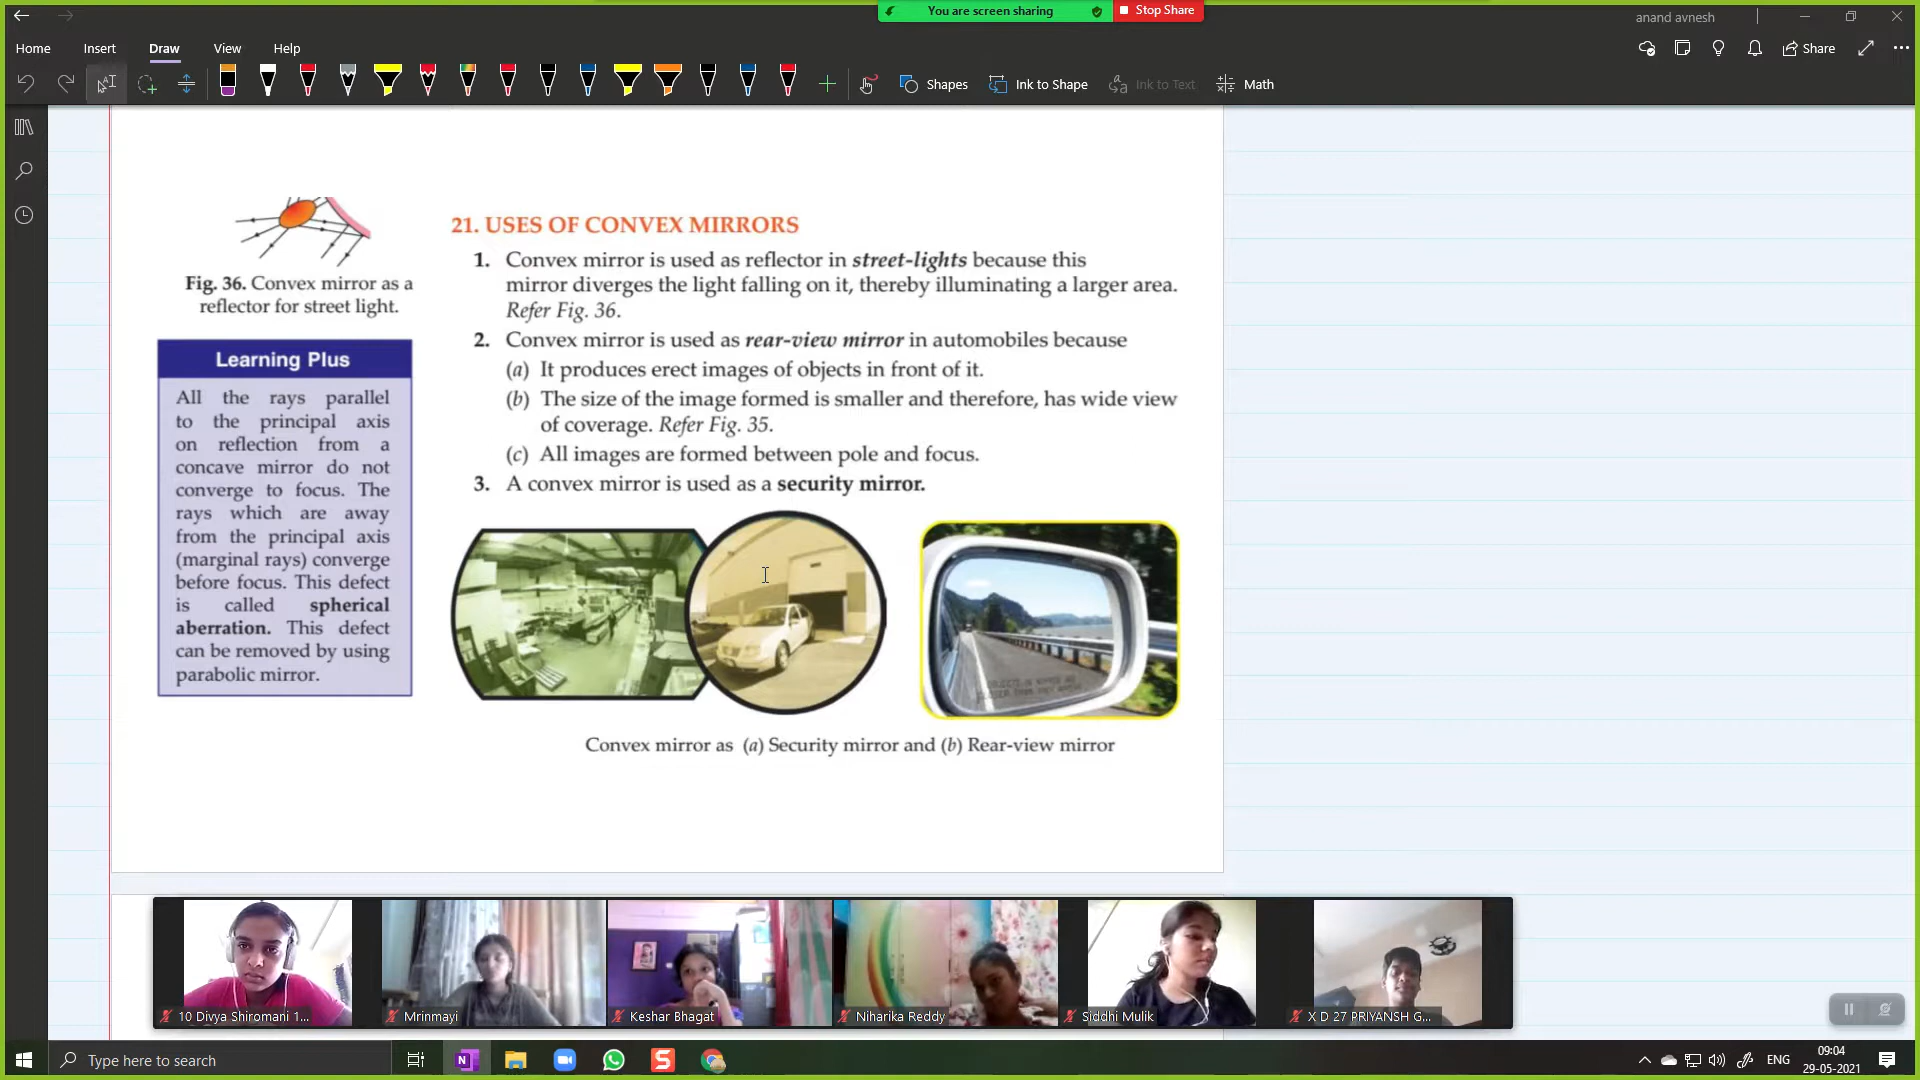 You are screen sharing
Stop Share
anand avnesh
Home Insert Draw View Help
Share
Shapes
Ink to Shape
Ink to Text
Math
21. USES OF CONVEX MIRRORS
1. Convex mirror is used as reflector in street-lights because this
mirror diverges the light falling on it, thereby illuminating a larger area.
Refer Fig. 36.
2. Convex mirror is used as rear-view mirror in automobiles because
(a) It produces erect images of objects in front of it.
(b) The size of the image formed is smaller and therefore, has wide view
of coverage. Refer Fig. 35.
(c) All images are formed between pole and focus.
3. A convex mirror is used as a security mirror.
Fig. 36. Convex mirror as a
reflector for street light.
Learning Plus
All the rays parallel
to the principal axis
on reflection from a
concave mirror do not
converge to focus. The
rays which are away
from the principal axis
(marginal rays) converge
before focus. This defect
is called spherical
aberration. This defect
can be removed by using
parabolic mirror.
Convex mirror as (a) Security mirror and (b) Rear-view mirror
10 Divya Shiromani 1...
Mrinmayi
Keshar Bhagat
Niharika Reddy
Siddhi Mulik
X D 27 PRIYANSH G...
Type here to search
ENG
09:04
29-05-2021